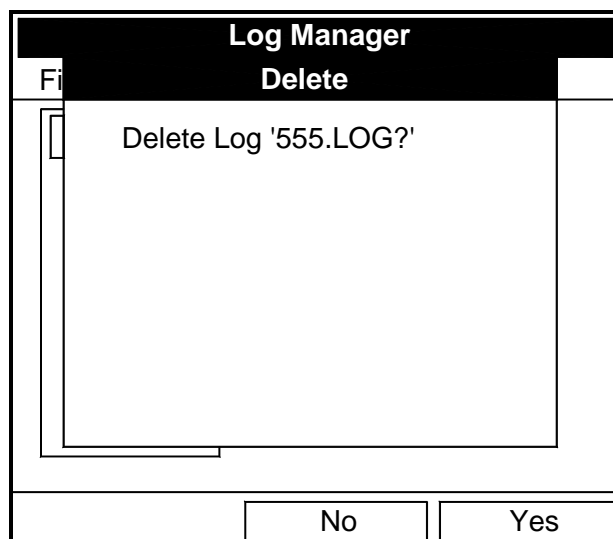 Log Manager
Fi
Delete
Delete Log '555.LOG?'
No
Yes